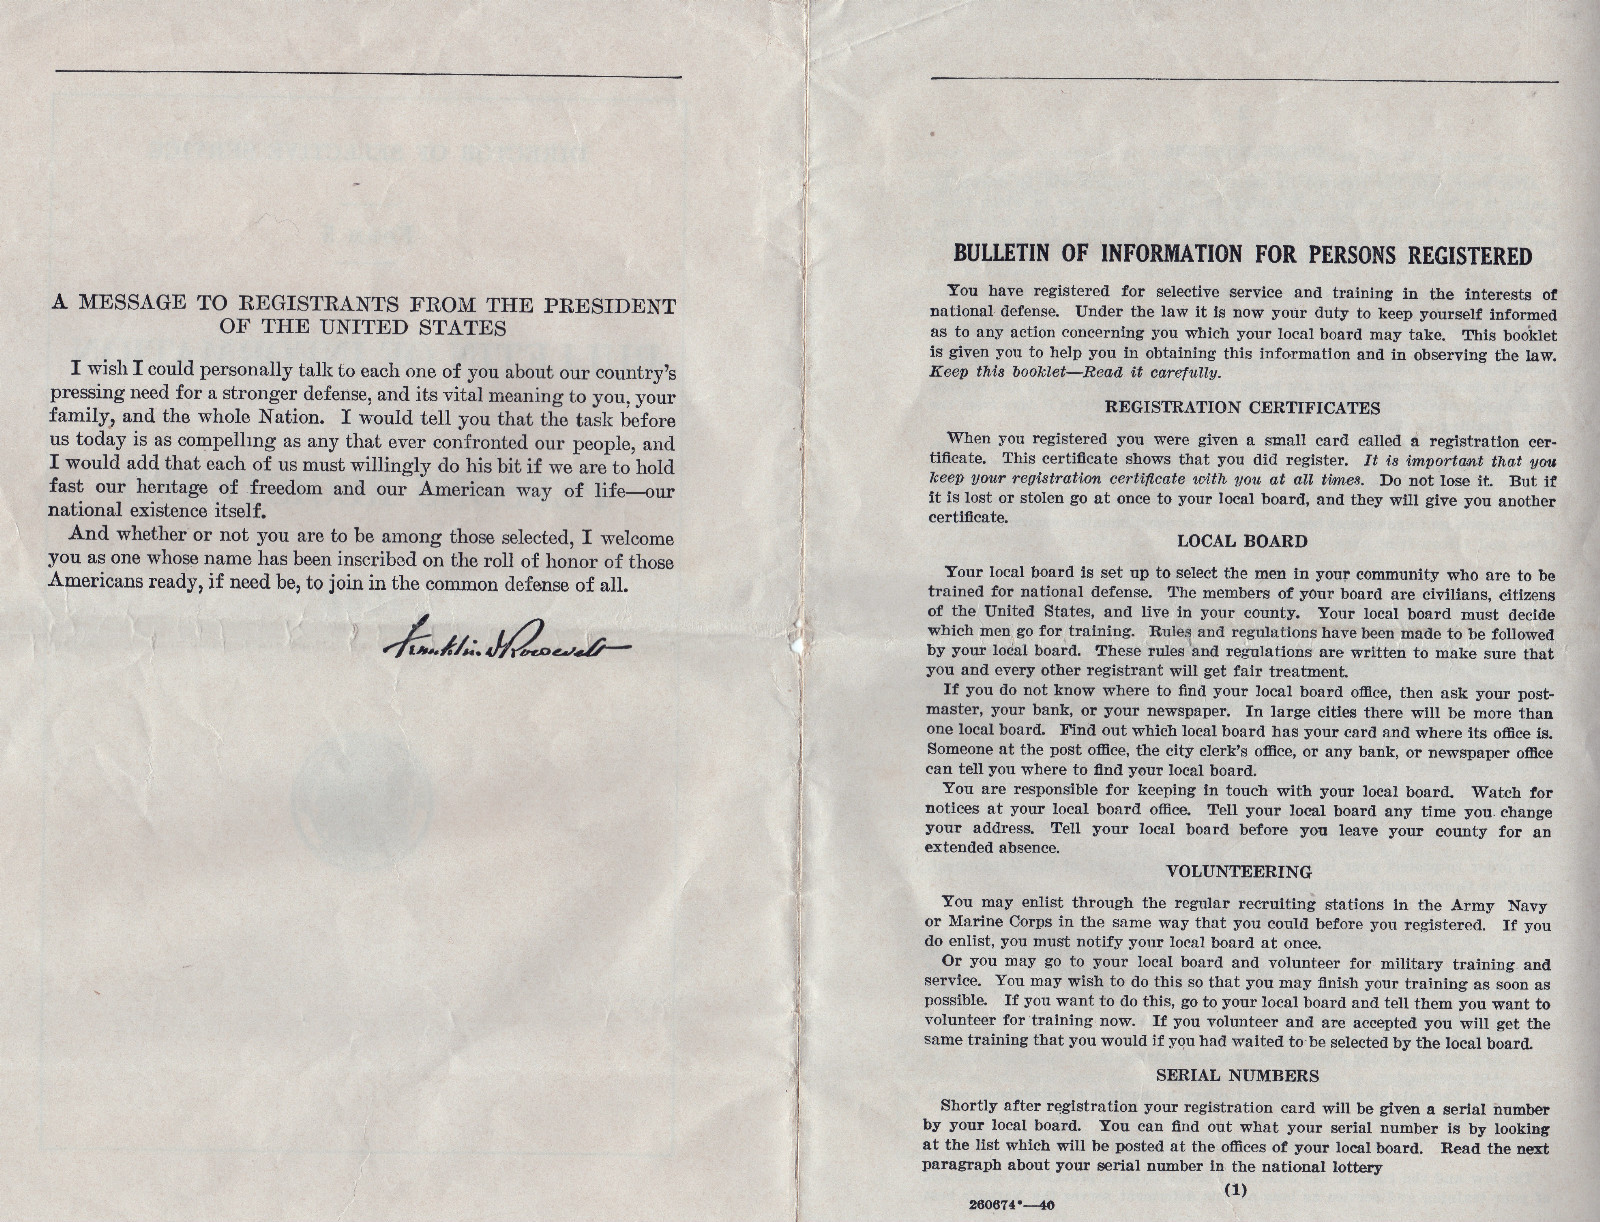 A MESSAGE TO REGISTRANTS FROM THE PRESIDENT
OF THE UNITED STATES
I wish I could personally talk to each one of you about our country's
pressing need for a stronger defense, and its vital meaning to you, your
family, and the whole Nation. I would tell you that the task before
us today is as compelling as any that ever confronted our people, and
I would add that each of us must willingly do his bit if we are to hold
fast our heritage of freedom and our American way of life—our
national existence itself.
And whether or not you are to be among those selected, I welcome
you as one whose name has been inscribed on the roll of honor of those
Americans ready, if need be, to join in the common defense of all.
Franklin D Roosevelt
BULLETIN OF INFORMATION FOR PERSONS REGISTERED
You have registered for selective service and training in the interests of
national defense. Under the law it is now your duty to keep yourself informed
as to any action concerning you which your local board may take. This booklet
is given you to help you in obtaining this information and in observing the law.
Keep this booklet—Read it carefully.
REGISTRATION CERTIFICATES
When you registered you were given a small card called a registration cer-
tificate. This certificate shows that you did register. It is important that you
keep your registration certificate with you at all times. Do not lose it. But if
it is lost or stolen go at once to your local board, and they will give you another
certificate.
LOCAL BOARD
Your local board is set up to select the men in your community who are to be
trained for national defense. The members of your board are civilians, citizens
of the United States, and live in your county. Your local board must decide
which men go for training. Rules and regulations have been made to be followed
by your local board. These rules and regulations are written to make sure that
you and every other registrant will get fair treatment.
If you do not know where to find your local board office, then ask your post-
master, your bank, or your newspaper. In large cities there will be more than
one local board. Find out which local board has your card and where its office is.
Someone at the post office, the city clerk's office, or any bank, or newspaper office
can tell you where to find your local board.
You are responsible for keeping in touch with your local board. Watch for
notices at your local board office. Tell your local board any time you change
your address. Tell your local board before you leave your county for an
extended absence.
VOLUNTEERING
You may enlist through the regular recruiting stations in the Army Navy
or Marine Corps in the same way that you could before you registered. If you
do enlist, you must notify your local board at once.
Or you may go to your local board and volunteer for military training and
service. You may wish to do this so that you may finish your training as soon as
possible. If you want to do this, go to your local board and tell them you want to
volunteer for training now. If you volunteer and are accepted you will get the
same training that you would if you had waited to be selected by the local board.
SERIAL NUMBERS
Shortly after registration your registration card will be given a serial number
by your local board. You can find out what your serial number is by looking
at the list which will be posted at the offices of your local board. Read the next
paragraph about your serial number in the national lottery
(1)
260674°—40